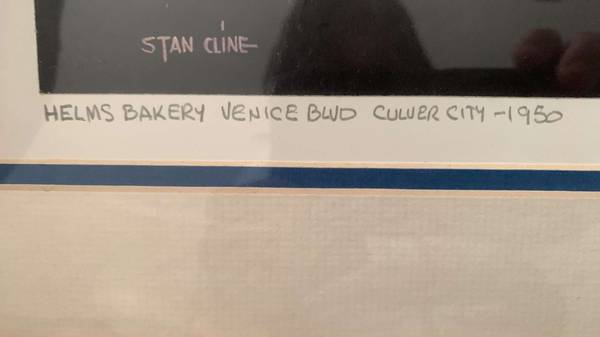 STAN CLINE
HELMS BAKERY VENICE BLVD CULVER CITY - 1950